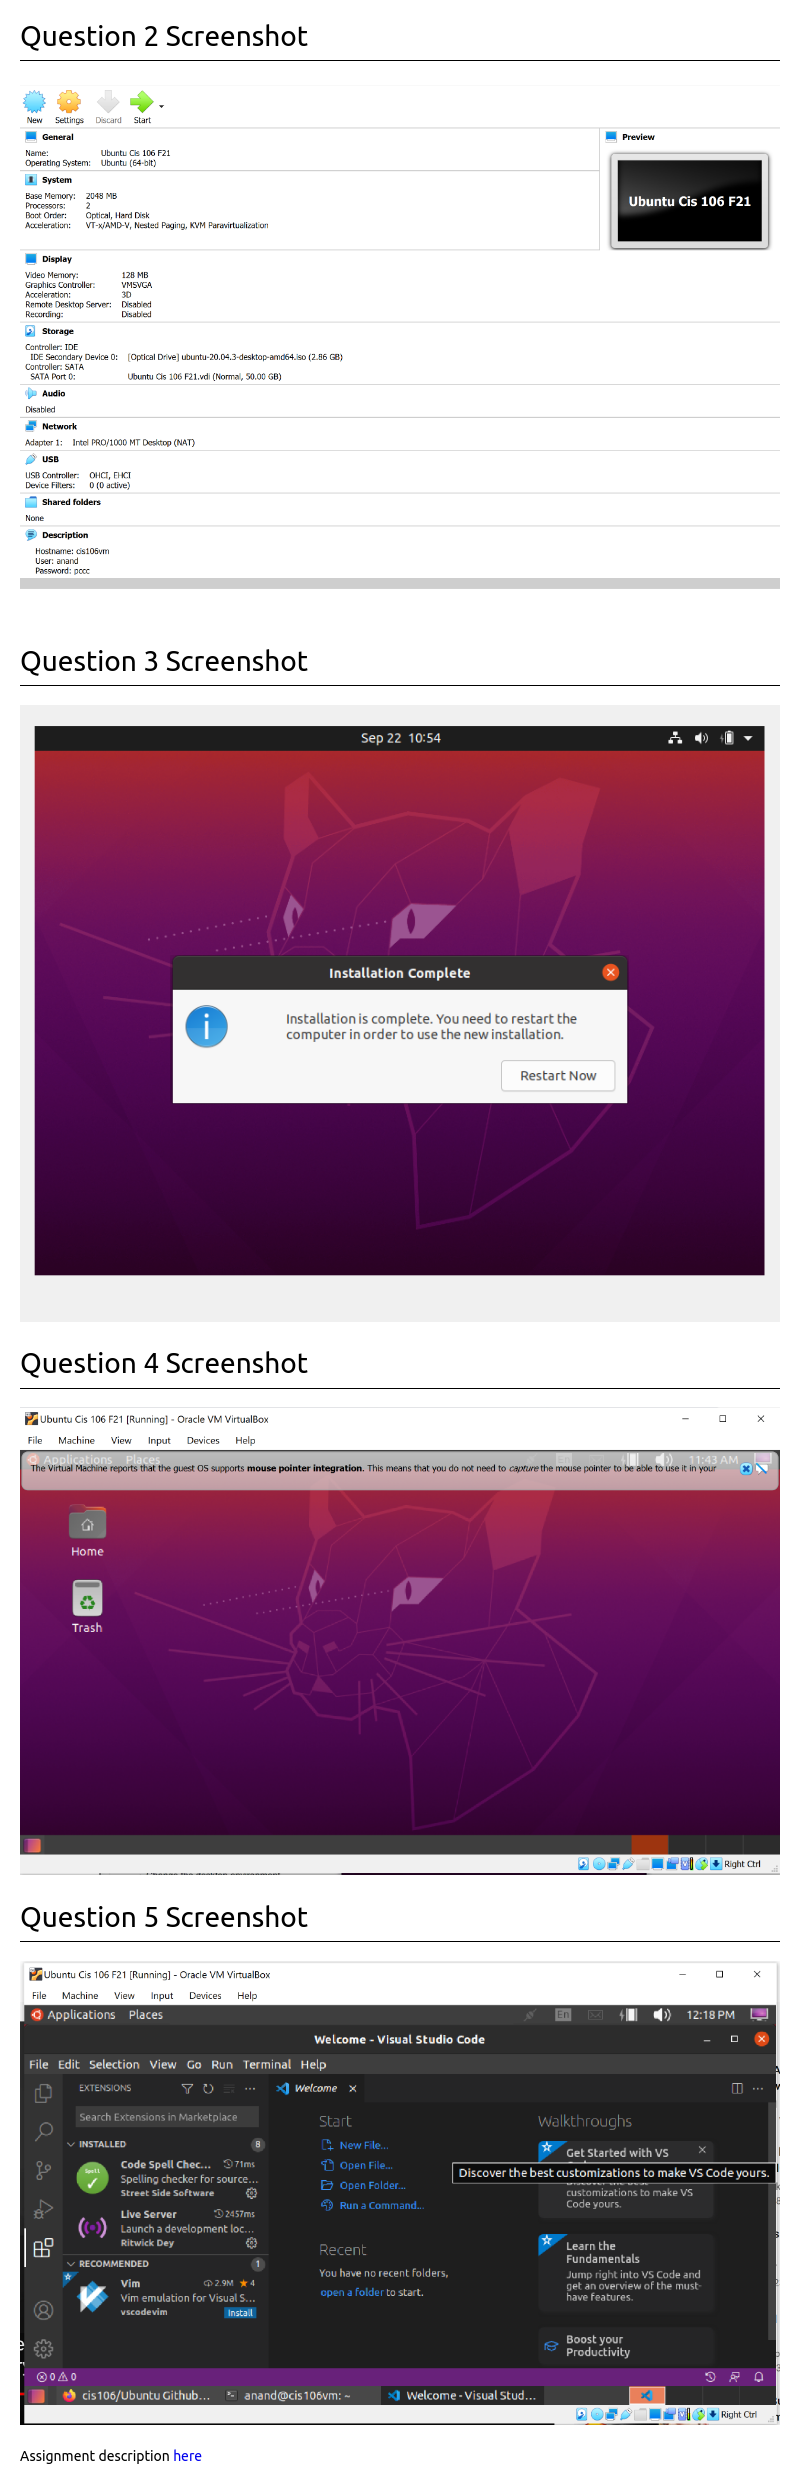 Question 2 Screenshot
New Settings Discard Start
General
Name: Ubuntu Cis 106 F21
Operating System: Ubuntu (64-bit)
Preview
Ubuntu Cis 106 F21
System
Base Memory: 2048 MB
Processors: 2
Boot Order: Optical, Hard Disk
Acceleration: VT-x/AMD-V, Nested Paging, KVM Paravirtualization
Display
Video Memory: 128 MB
Graphics Controller: VMSVGA
Acceleration: 3D
Remote Desktop Server: Disabled
Recording: Disabled
Storage
Controller: IDE
IDE Secondary Device 0: [Optical Drive] ubuntu-20.04.3-desktop-amd64.iso (2.86 GB)
Controller: SATA
SATA Port 0: Ubuntu Cis 106 F21.vdi (Normal, 50.00 GB)
Audio
Disabled
Network
Adapter 1: Intel PRO/1000 MT Desktop (NAT)
USB
USB Controller: OHCI, EHCI
Device Filters: 0 (0 active)
Shared folders
None
Description
Hostname: cis106vm
User: anand
Password: pccc
Question 3 Screenshot
Sep 22 10:54
Installation Complete
Installation is complete. You need to restart the
computer in order to use the new installation.
Restart Now
Question 4 Screenshot
Ubuntu Cis 106 F21 [Running] - Oracle VM VirtualBox
File Machine View Input Devices Help
Applications Places En 11:43 AM
The Virtual Machine reports that the guest OS supports mouse pointer integration. This means that you do not need to capture the mouse pointer to be able to use it in your
Home
Trash
Right Ctrl
Question 5 Screenshot
Ubuntu Cis 106 F21 [Running] - Oracle VM VirtualBox
File Machine View Input Devices Help
Applications Places En 12:18 PM
Welcome - Visual Studio Code
File Edit Selection View Go Run Terminal Help
EXTENSIONS
Welcome
Search Extensions in Marketplace
INSTALLED 8
Code Spell Chec... 71ms
Spelling checker for source...
Street Side Software
Live Server 2457ms
Launch a development loc...
Ritwick Dey
RECOMMENDED 1
Vim 2.9M 4
Vim emulation for Visual S...
vscodevim Install
Start
New File...
Open File...
Open Folder...
Run a Command...
Recent
You have no recent folders,
open a folder to start.
Walkthroughs
Get Started with VS
Discover the best customizations to make VS Code yours.
customizations to make VS
Code yours.
Learn the
Fundamentals
Jump right into VS Code and
get an overview of the must-
have features.
Boost your
Productivity
0 0
cis106/Ubuntu Github... anand@cis106vm: ~ Welcome - Visual Stud...
Right Ctrl
Assignment description here